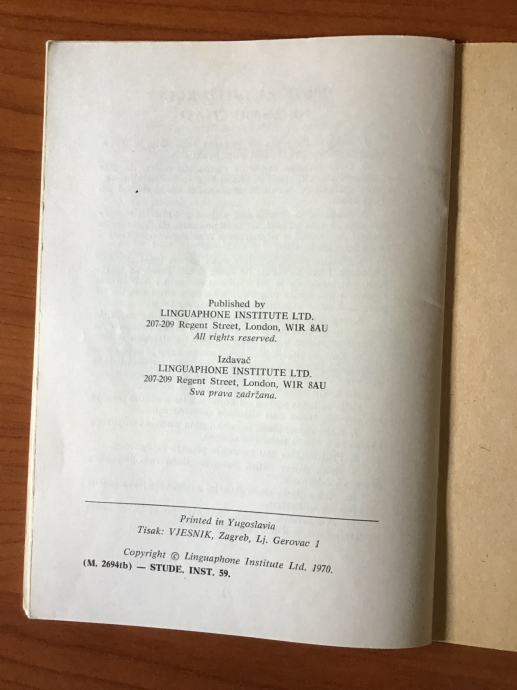 Published by
LINGUAPHONE INSTITUTE LTD.
207-209 Regent Street, London, WIR 8AU
All rights reserved.
Izdavač
LINGUAPHONE INSTITUTE LTD.
207-209 Regent Street, London, WIR 8AU
Sva prava zadržana.
Printed in Yugoslavia
Tisak: VJESNIK, Zagreb, Lj. Gerovac 1
Copyright © Linguaphone Institute Ltd. 1970.
(M. 2694tb) — STUDE. INST. 59.